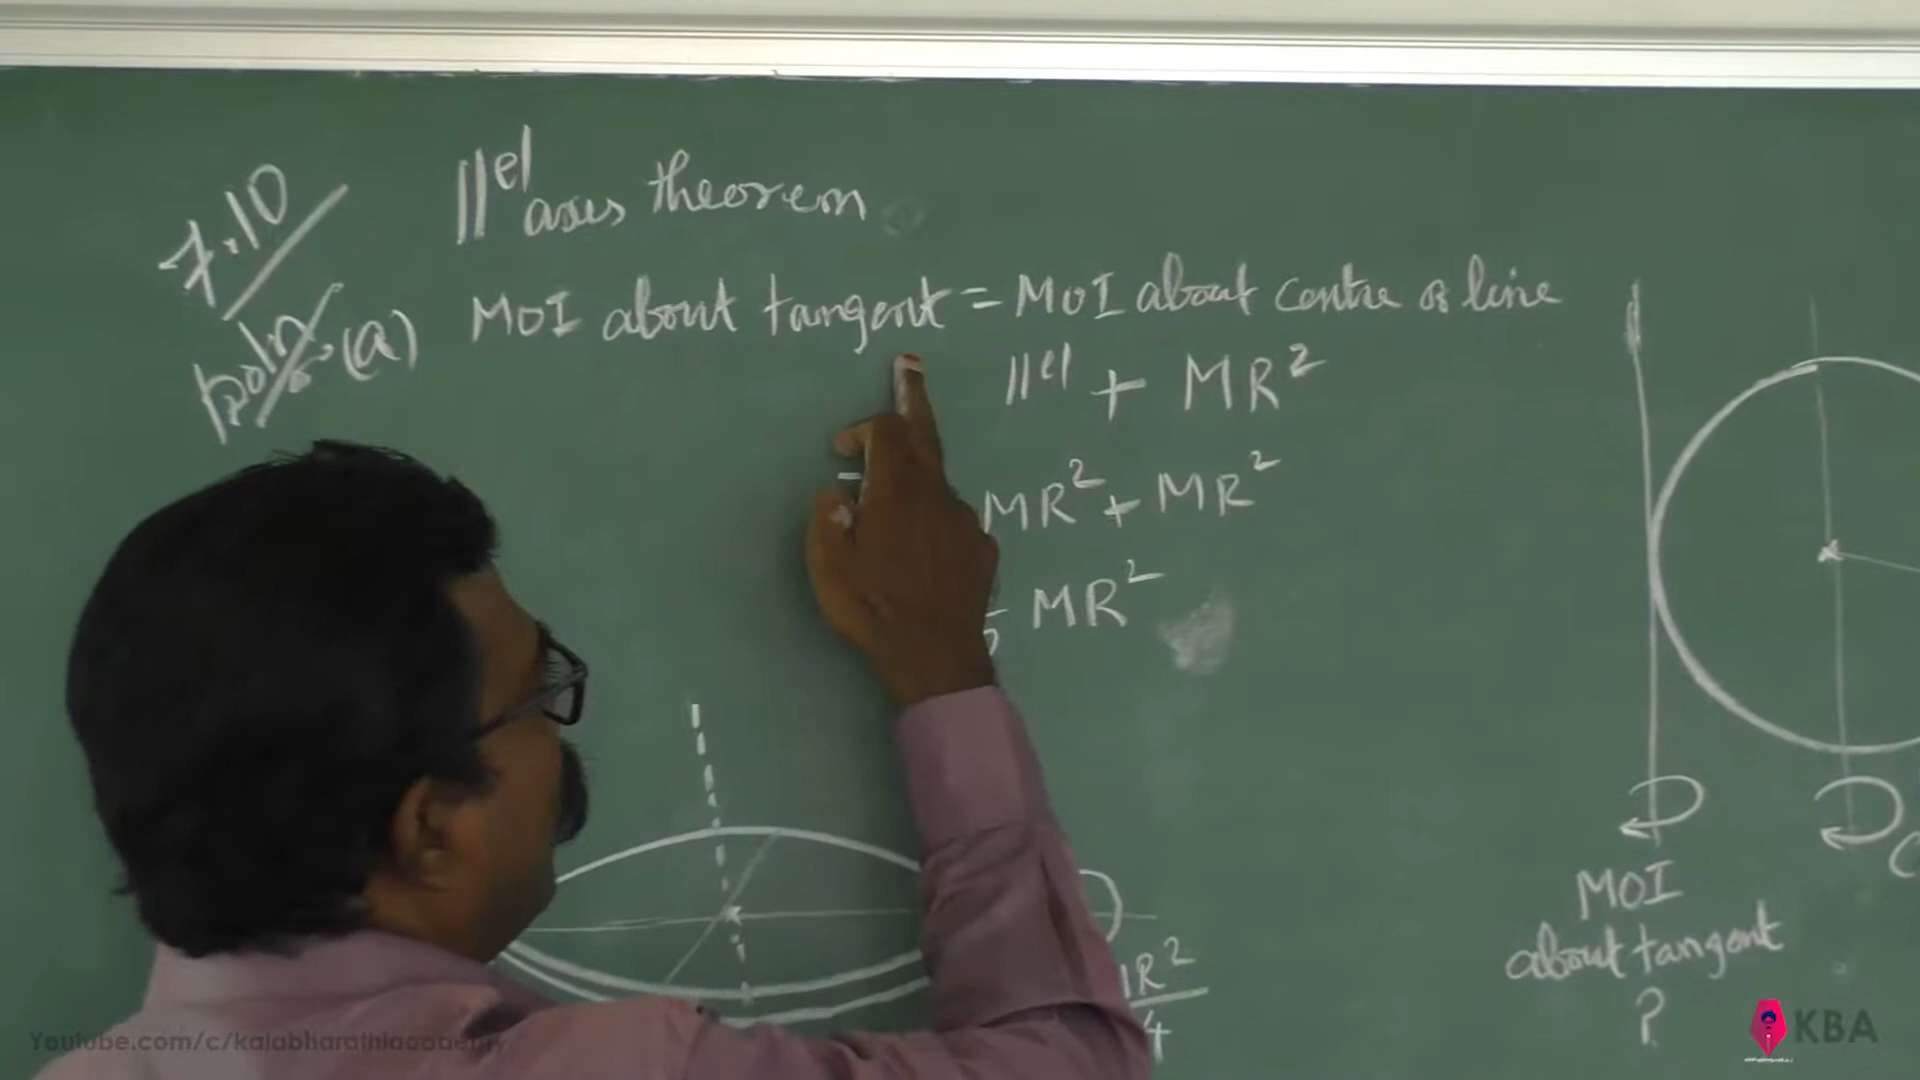 7.10
||el axes theorem
Soln. (a) MOI about tangent = MOI about centre or line
||el + MR²
= MR² + MR²
MR²
MR²
4
MOI
about tangent
?
C
Youtube.com/c/kalabharathiacademy
KBA